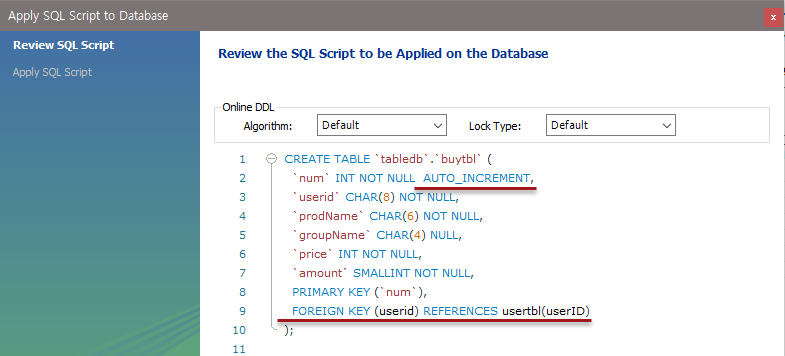 Apply SQL Script to Database
x
Review SQL Script
Apply SQL Script
Review the SQL Script to be Applied on the Database
Online DDL
Algorithm: Default Lock Type: Default
1 CREATE TABLE `tabledb`.`buytbl` (
2 `num` INT NOT NULL AUTO_INCREMENT,
3 `userid` CHAR(8) NOT NULL,
4 `prodName` CHAR(6) NOT NULL,
5 `groupName` CHAR(4) NULL,
6 `price` INT NOT NULL,
7 `amount` SMALLINT NOT NULL,
8 PRIMARY KEY (`num`),
9 FOREIGN KEY (userid) REFERENCES usertbl(userID)
10 );
11